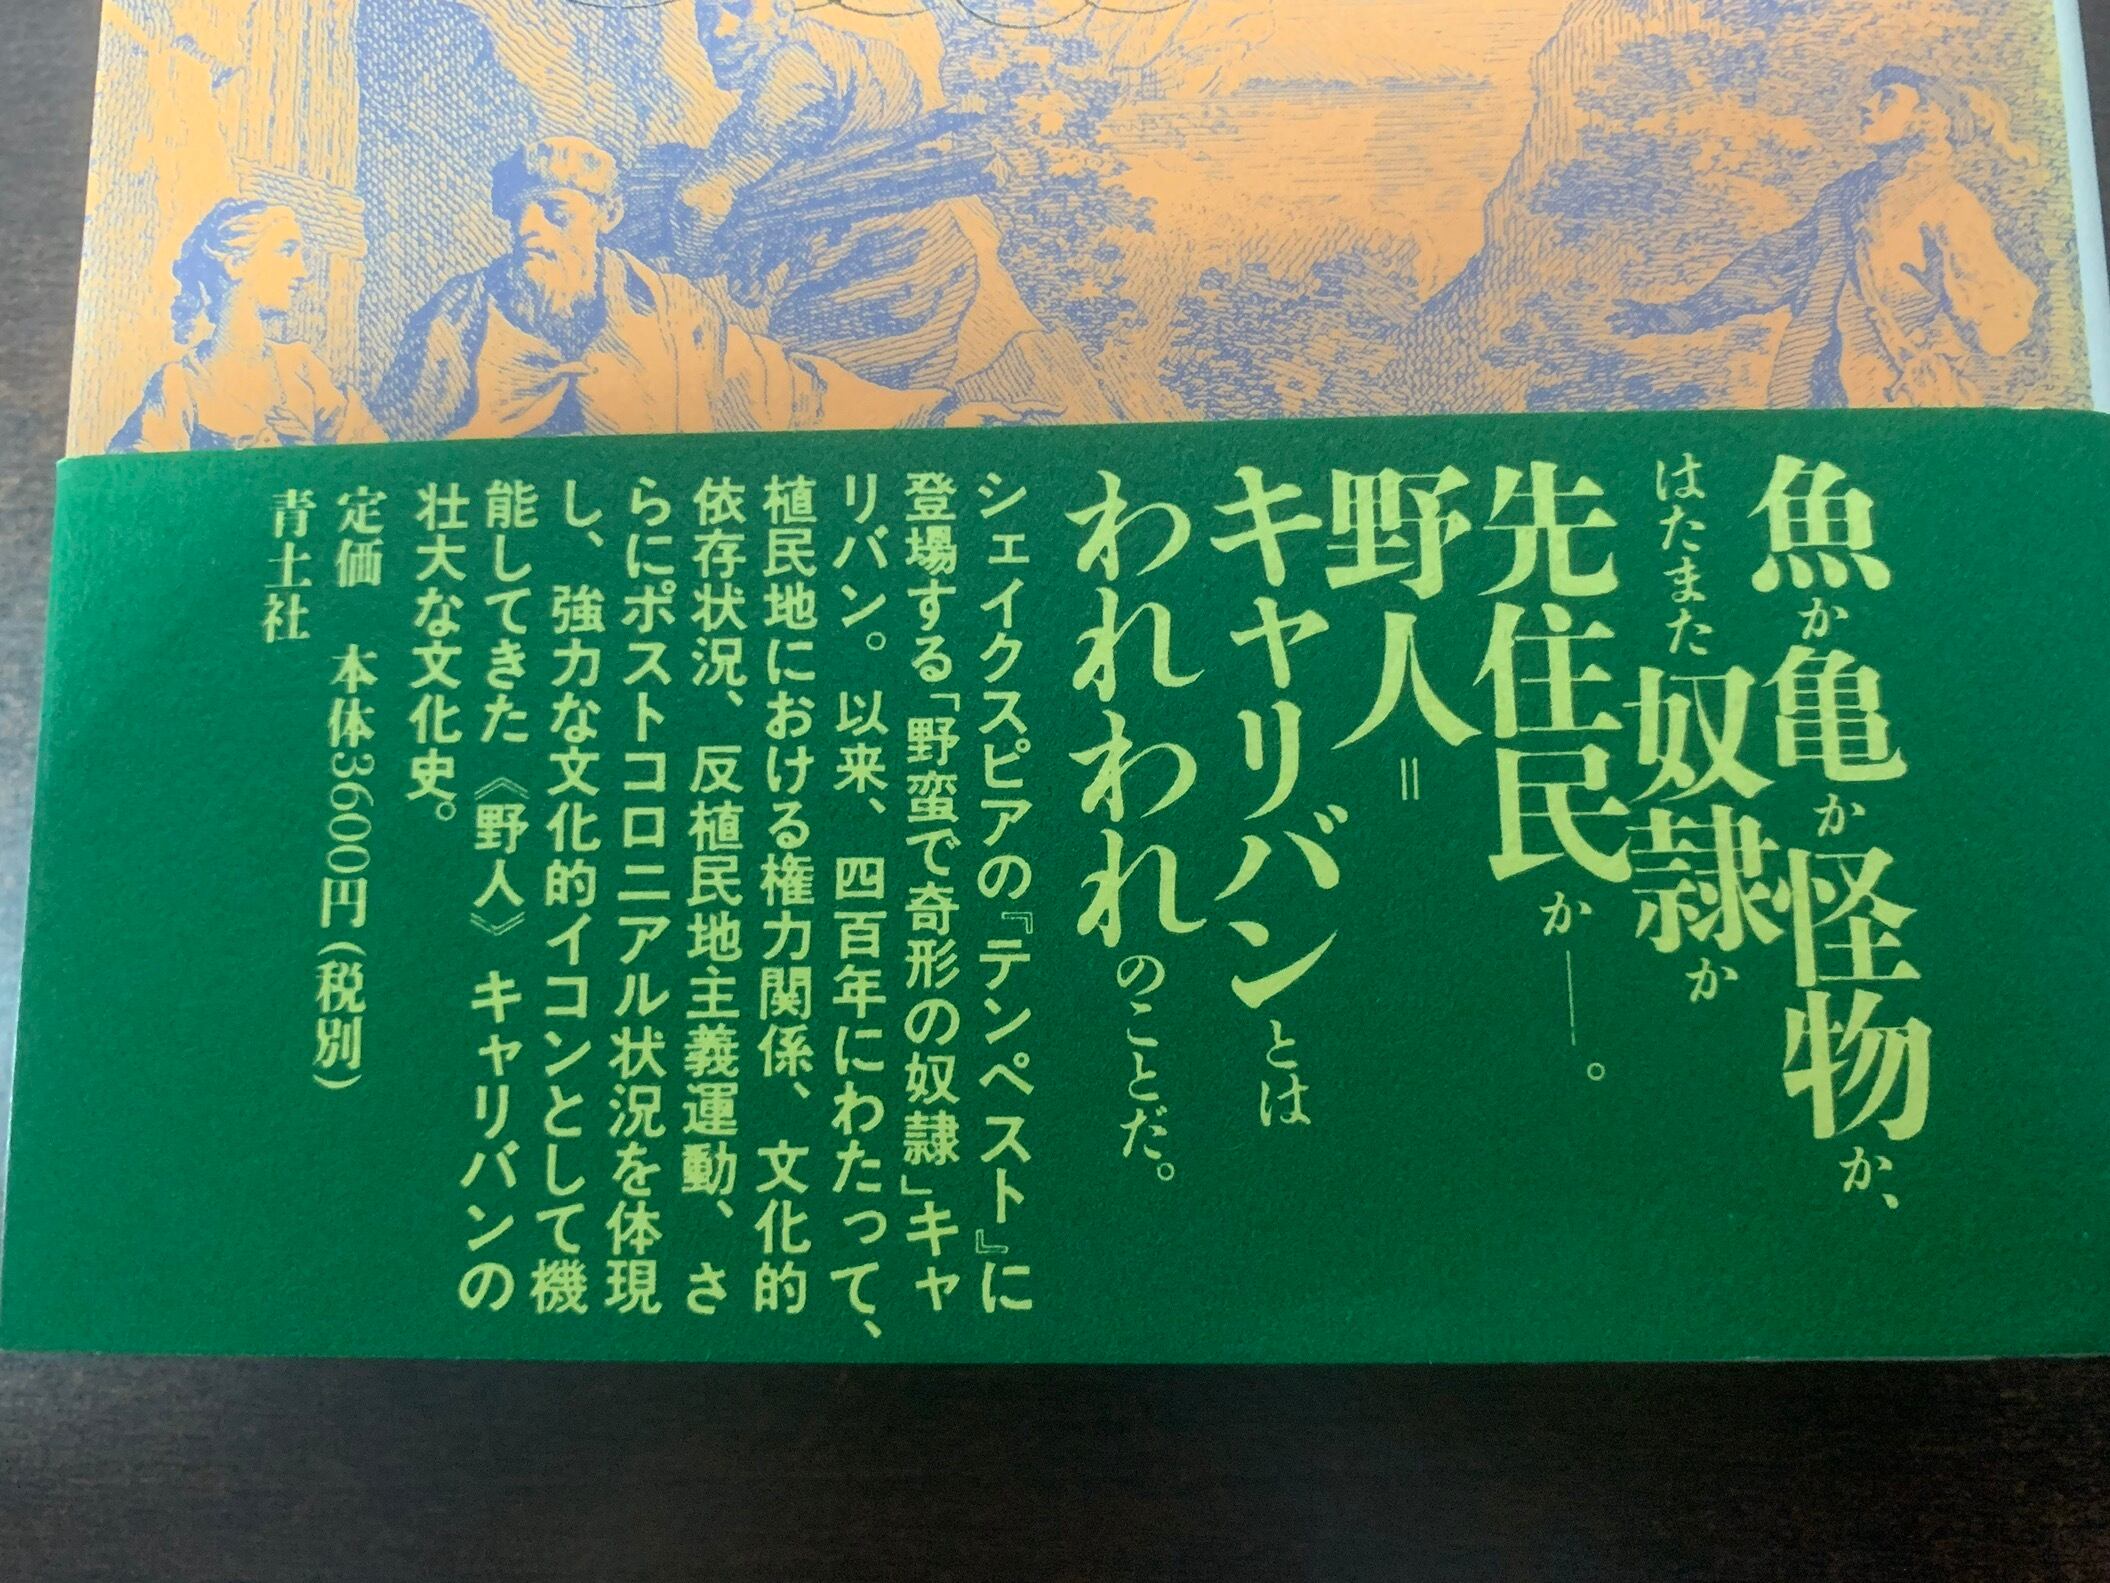 魚か亀か怪物か、
はたまた奴隷か
先住民か——。
野人＝
キャリバンとは
われわれのことだ。
シェイクスピアの『テンペスト』に
登場する「野蛮で奇形の奴隷」キャ
リバン。以来、四百年にわたって、
植民地における権力関係、文化的
依存状況、反植民地主義運動、さ
らにポストコロニアル状況を体現
し、強力な文化的イコンとして機
能してきた《野人》キャリバンの
壮大な文化史。
定価 本体3600円(税別)
青土社